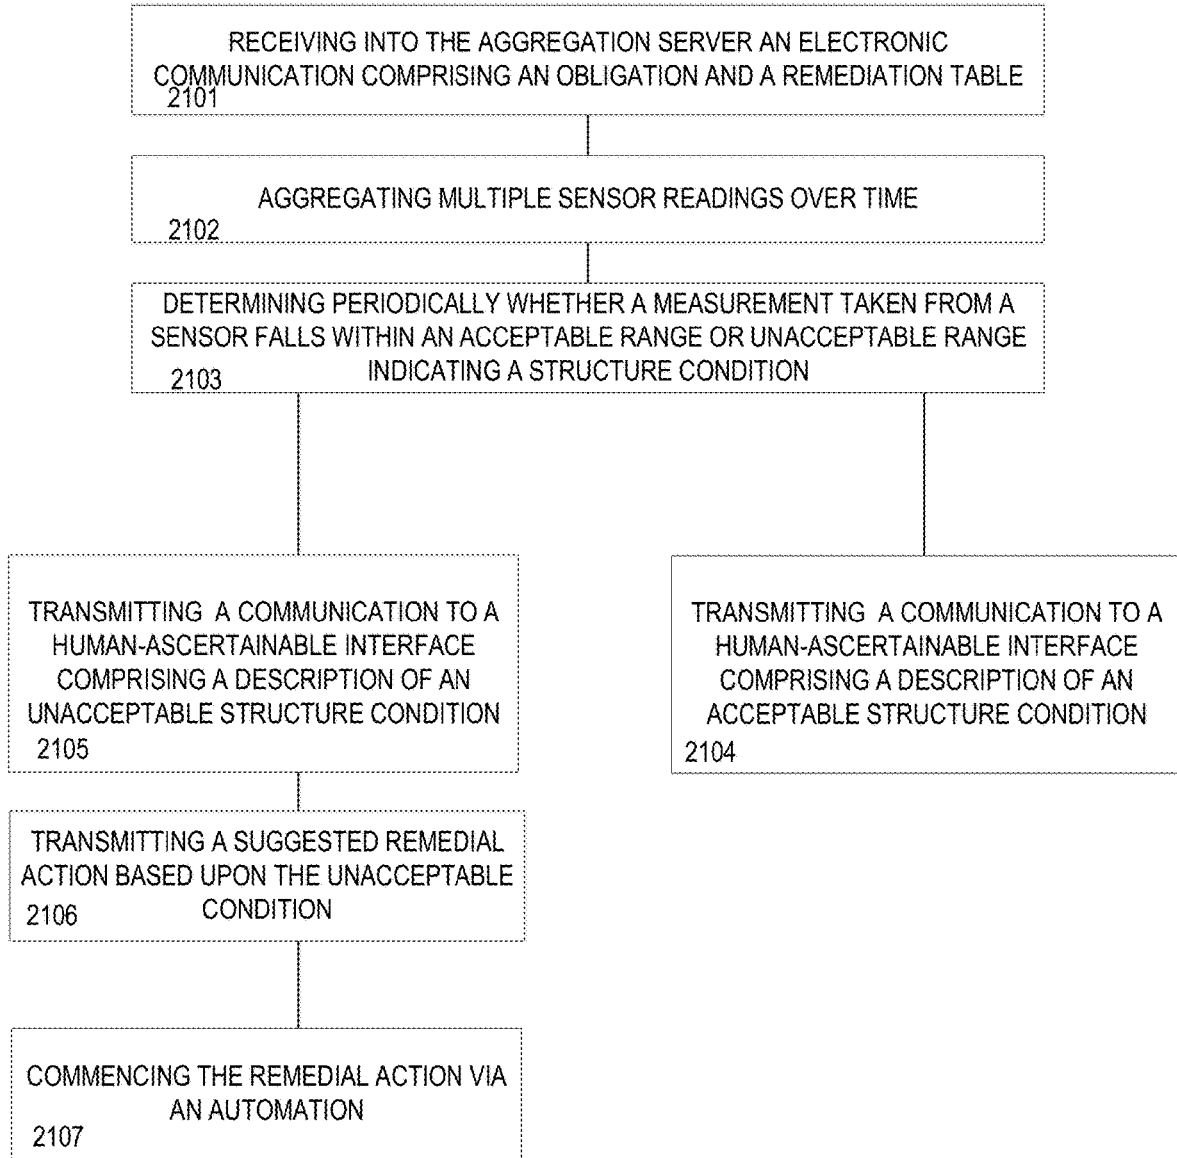 RECEIVING INTO THE AGGREGATION SERVER AN ELECTRONIC
COMMUNICATION COMPRISING AN OBLIGATION AND A REMEDIATION TABLE
2101
AGGREGATING MULTIPLE SENSOR READINGS OVER TIME
2102
DETERMINING PERIODICALLY WHETHER A MEASUREMENT TAKEN FROM A
SENSOR FALLS WITHIN AN ACCEPTABLE RANGE OR UNACCEPTABLE RANGE
INDICATING A STRUCTURE CONDITION
2103
TRANSMITTING A COMMUNICATION TO A
HUMAN-ASCERTAINABLE INTERFACE
COMPRISING A DESCRIPTION OF AN
UNACCEPTABLE STRUCTURE CONDITION
2105
TRANSMITTING A COMMUNICATION TO A
HUMAN-ASCERTAINABLE INTERFACE
COMPRISING A DESCRIPTION OF AN
ACCEPTABLE STRUCTURE CONDITION
2104
TRANSMITTING A SUGGESTED REMEDIAL
ACTION BASED UPON THE UNACCEPTABLE
CONDITION
2106
COMMENCING THE REMEDIAL ACTION VIA
AN AUTOMATION
2107